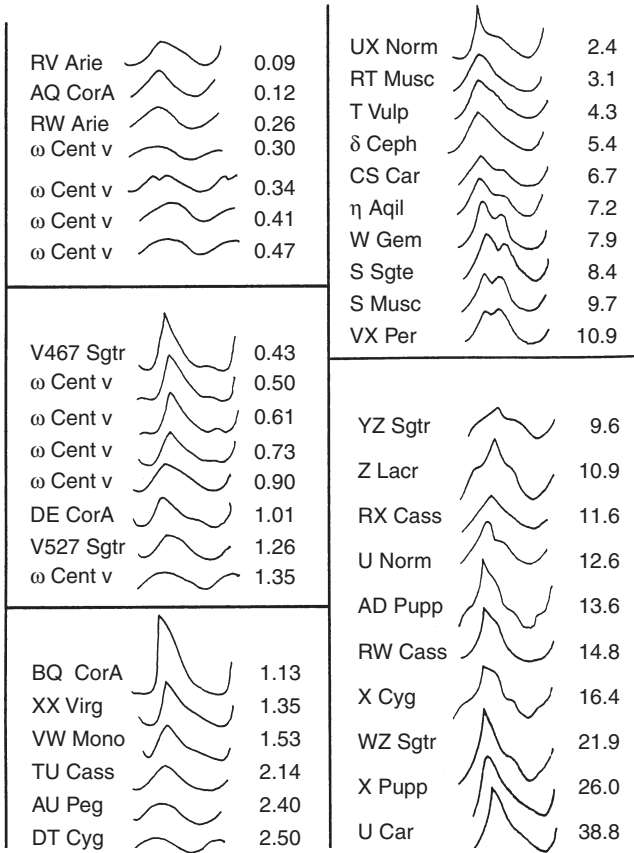 RV Arie 0.09
AQ CorA 0.12
RW Arie 0.26
ω Cent v 0.30
ω Cent v 0.34
ω Cent v 0.41
ω Cent v 0.47
V467 Sgtr 0.43
ω Cent v 0.50
ω Cent v 0.61
ω Cent v 0.73
ω Cent v 0.90
DE CorA 1.01
V527 Sgtr 1.26
ω Cent v 1.35
BQ CorA 1.13
XX Virg 1.35
VW Mono 1.53
TU Cass 2.14
AU Peg 2.40
DT Cyg 2.50
UX Norm 2.4
RT Musc 3.1
T Vulp 4.3
δ Ceph 5.4
CS Car 6.7
η Aqil 7.2
W Gem 7.9
S Sgte 8.4
S Musc 9.7
VX Per 10.9
YZ Sgtr 9.6
Z Lacr 10.9
RX Cass 11.6
U Norm 12.6
AD Pupp 13.6
RW Cass 14.8
X Cyg 16.4
WZ Sgtr 21.9
X Pupp 26.0
U Car 38.8